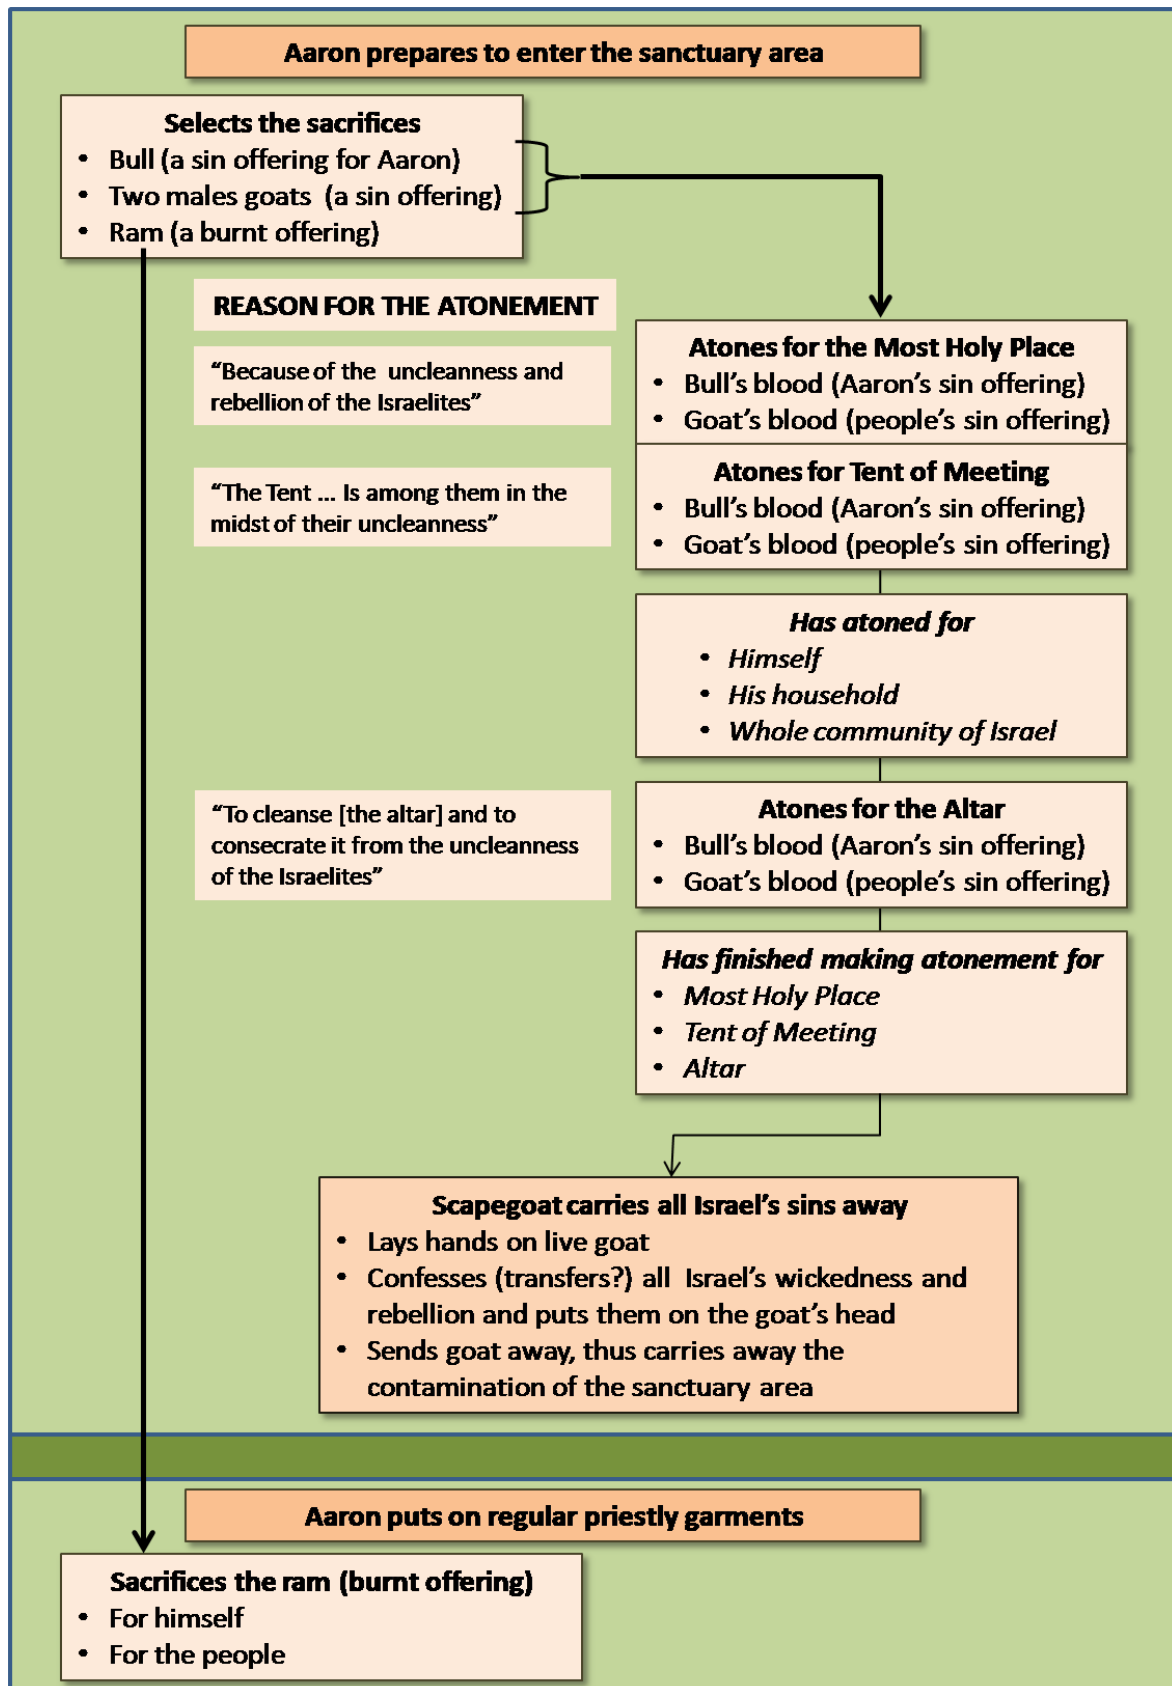 Aaron prepares to enter the sanctuary area
Selects the sacrifices
• Bull (a sin offering for Aaron)
• Two males goats (a sin offering)
• Ram (a burnt offering)
REASON FOR THE ATONEMENT
“Because of the uncleanness and
rebellion of the Israelites”
Atones for the Most Holy Place
• Bull’s blood (Aaron’s sin offering)
• Goat’s blood (people’s sin offering)
“The Tent ... Is among them in the
midst of their uncleanness”
Atones for Tent of Meeting
• Bull’s blood (Aaron’s sin offering)
• Goat’s blood (people’s sin offering)
Has atoned for
• Himself
• His household
• Whole community of Israel
“To cleanse [the altar] and to
consecrate it from the uncleanness
of the Israelites”
Atones for the Altar
• Bull’s blood (Aaron’s sin offering)
• Goat’s blood (people’s sin offering)
Has finished making atonement for
• Most Holy Place
• Tent of Meeting
• Altar
Scapegoat carries all Israel’s sins away
• Lays hands on live goat
• Confesses (transfers?) all Israel’s wickedness and
rebellion and puts them on the goat’s head
• Sends goat away, thus carries away the
contamination of the sanctuary area
Aaron puts on regular priestly garments
Sacrifices the ram (burnt offering)
• For himself
• For the people